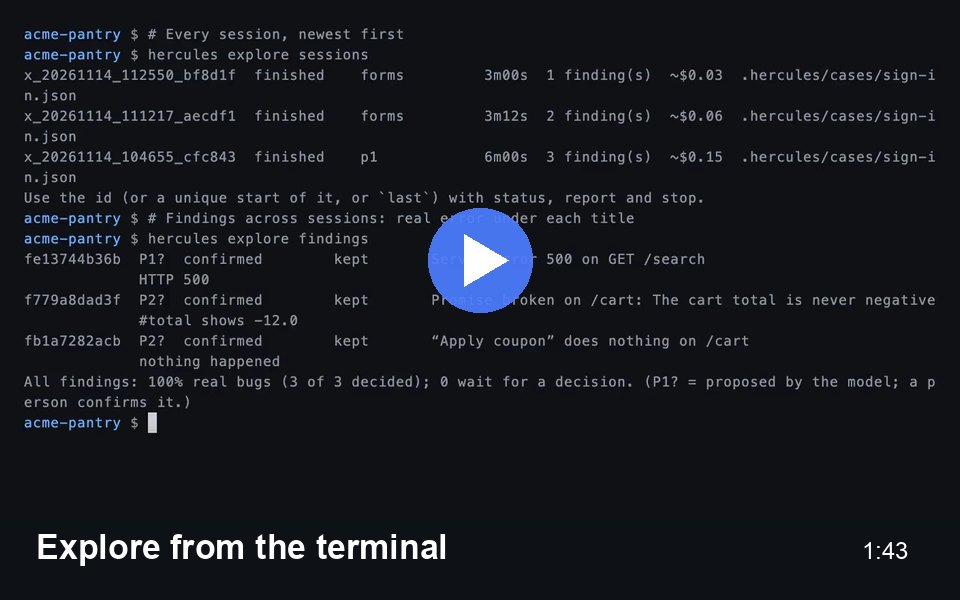 acme-pantry $ # Every session, newest first
acme-pantry $ hercules explore sessions
x_20261114_112550_bf8d1f  finished    forms         3m00s  1 finding(s)  ~$0.03  .hercules/cases/sign-i
n.json
x_20261114_111217_aecdf1  finished    forms         3m12s  2 finding(s)  ~$0.06  .hercules/cases/sign-i
n.json
x_20261114_104655_cfc843  finished    p1            6m00s  3 finding(s)  ~$0.15  .hercules/cases/sign-i
n.json
Use the id (or a unique start of it, or `last`) with status, report and stop.
acme-pantry $ # Findings across sessions: real under each title
acme-pantry $ hercules explore findings
fe13744b36b  P1?  confirmed        kept       500 on GET /search
             HTTP 500
f779a8dad3f  P2?  confirmed        kept       broken on /cart: The cart total is never negative
             #total shows -12.0
fb1a7282acb  P2?  confirmed        kept       “Apply coupon” does nothing on /cart
             nothing happened
All findings: 100% real bugs (3 of 3 decided); 0 wait for a decision. (P1? = proposed by the model; a p
erson confirms it.)
acme-pantry $
Explore from the terminal
1:43